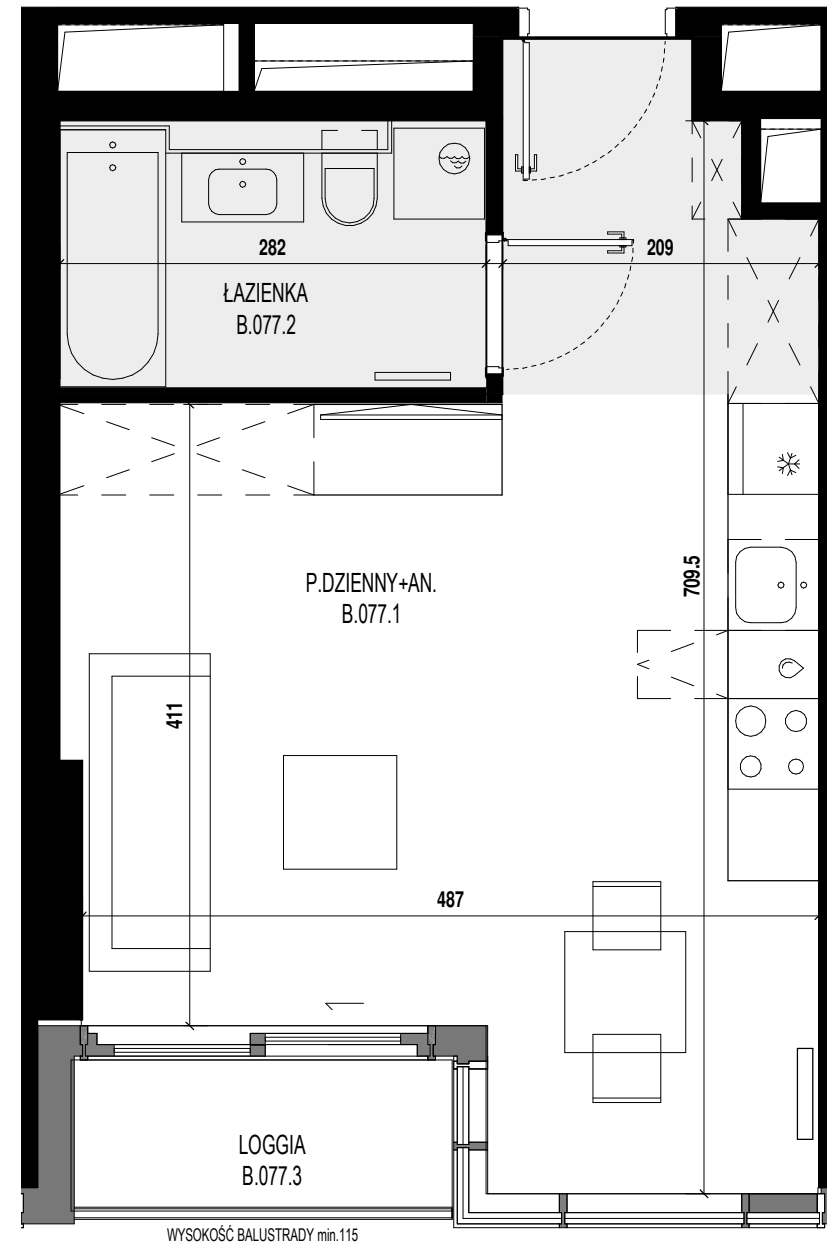 282
209
ŁAZIENKA
B.077.2
P.DZIENNY+AN.
B.077.1
709.5
411
487
LOGGIA
B.077.3
WYSOKOŚĆ BALUSTRADY min.115